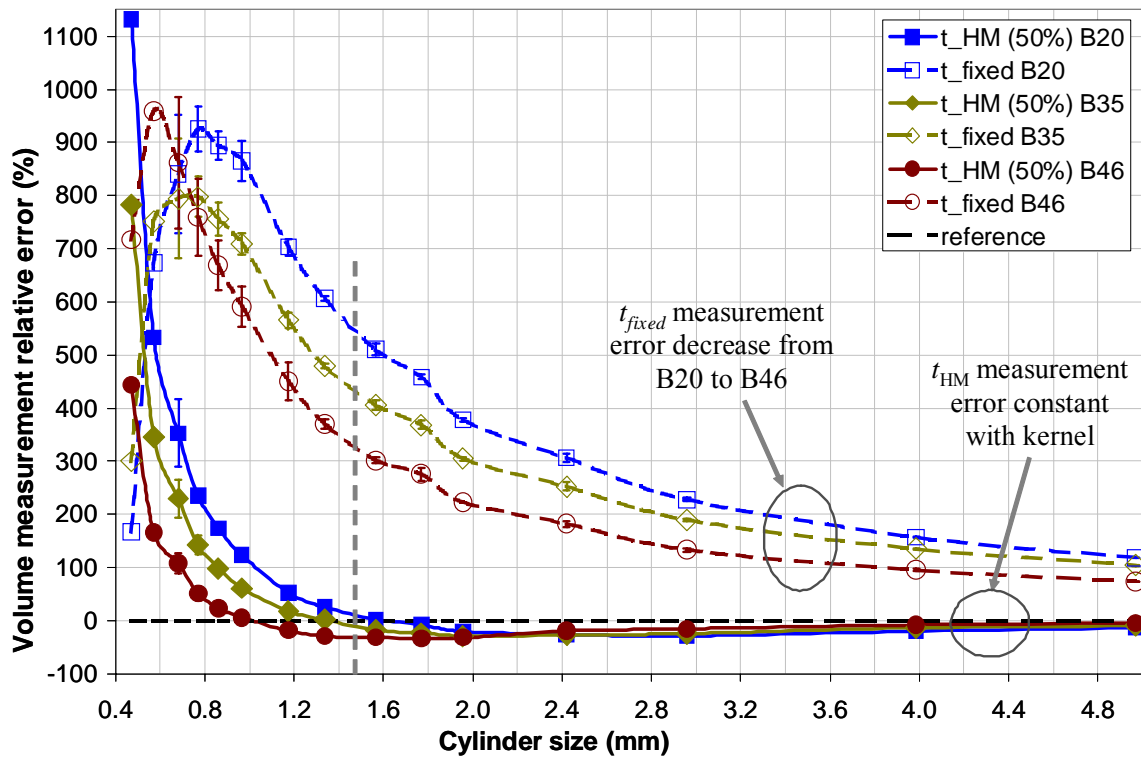 1100
1000
900
800
700
600
500
400
300
200
100
0
-100
Volume measurement relative error (%)
t_HM (50%) B20
t_fixed B20
t_HM (50%) B35
t_fixed B35
t_HM (50%) B46
t_fixed B46
reference
t_fixed measurement
error decrease from
B20 to B46
t_HM measurement
error constant
with kernel
0.4 0.8 1.2 1.6 2.0 2.4 2.8 3.2 3.6 4.0 4.4 4.8
Cylinder size (mm)